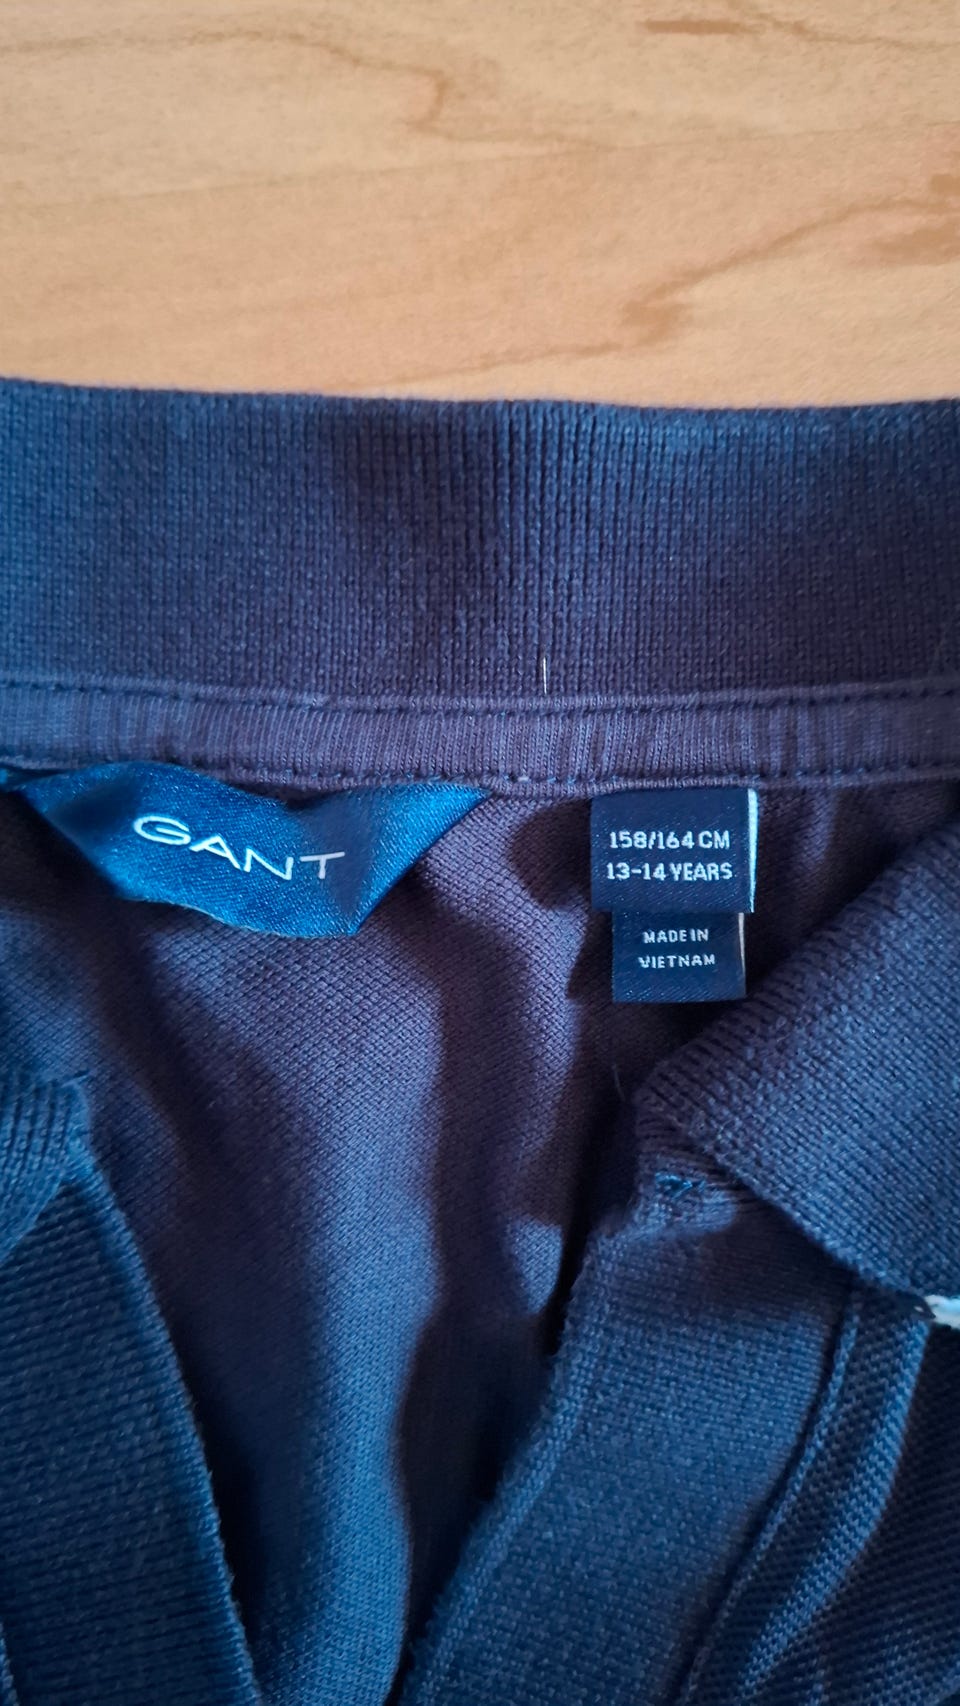 GANT
158/164 CM
13-14 YEARS
MADE IN
VIETNAM